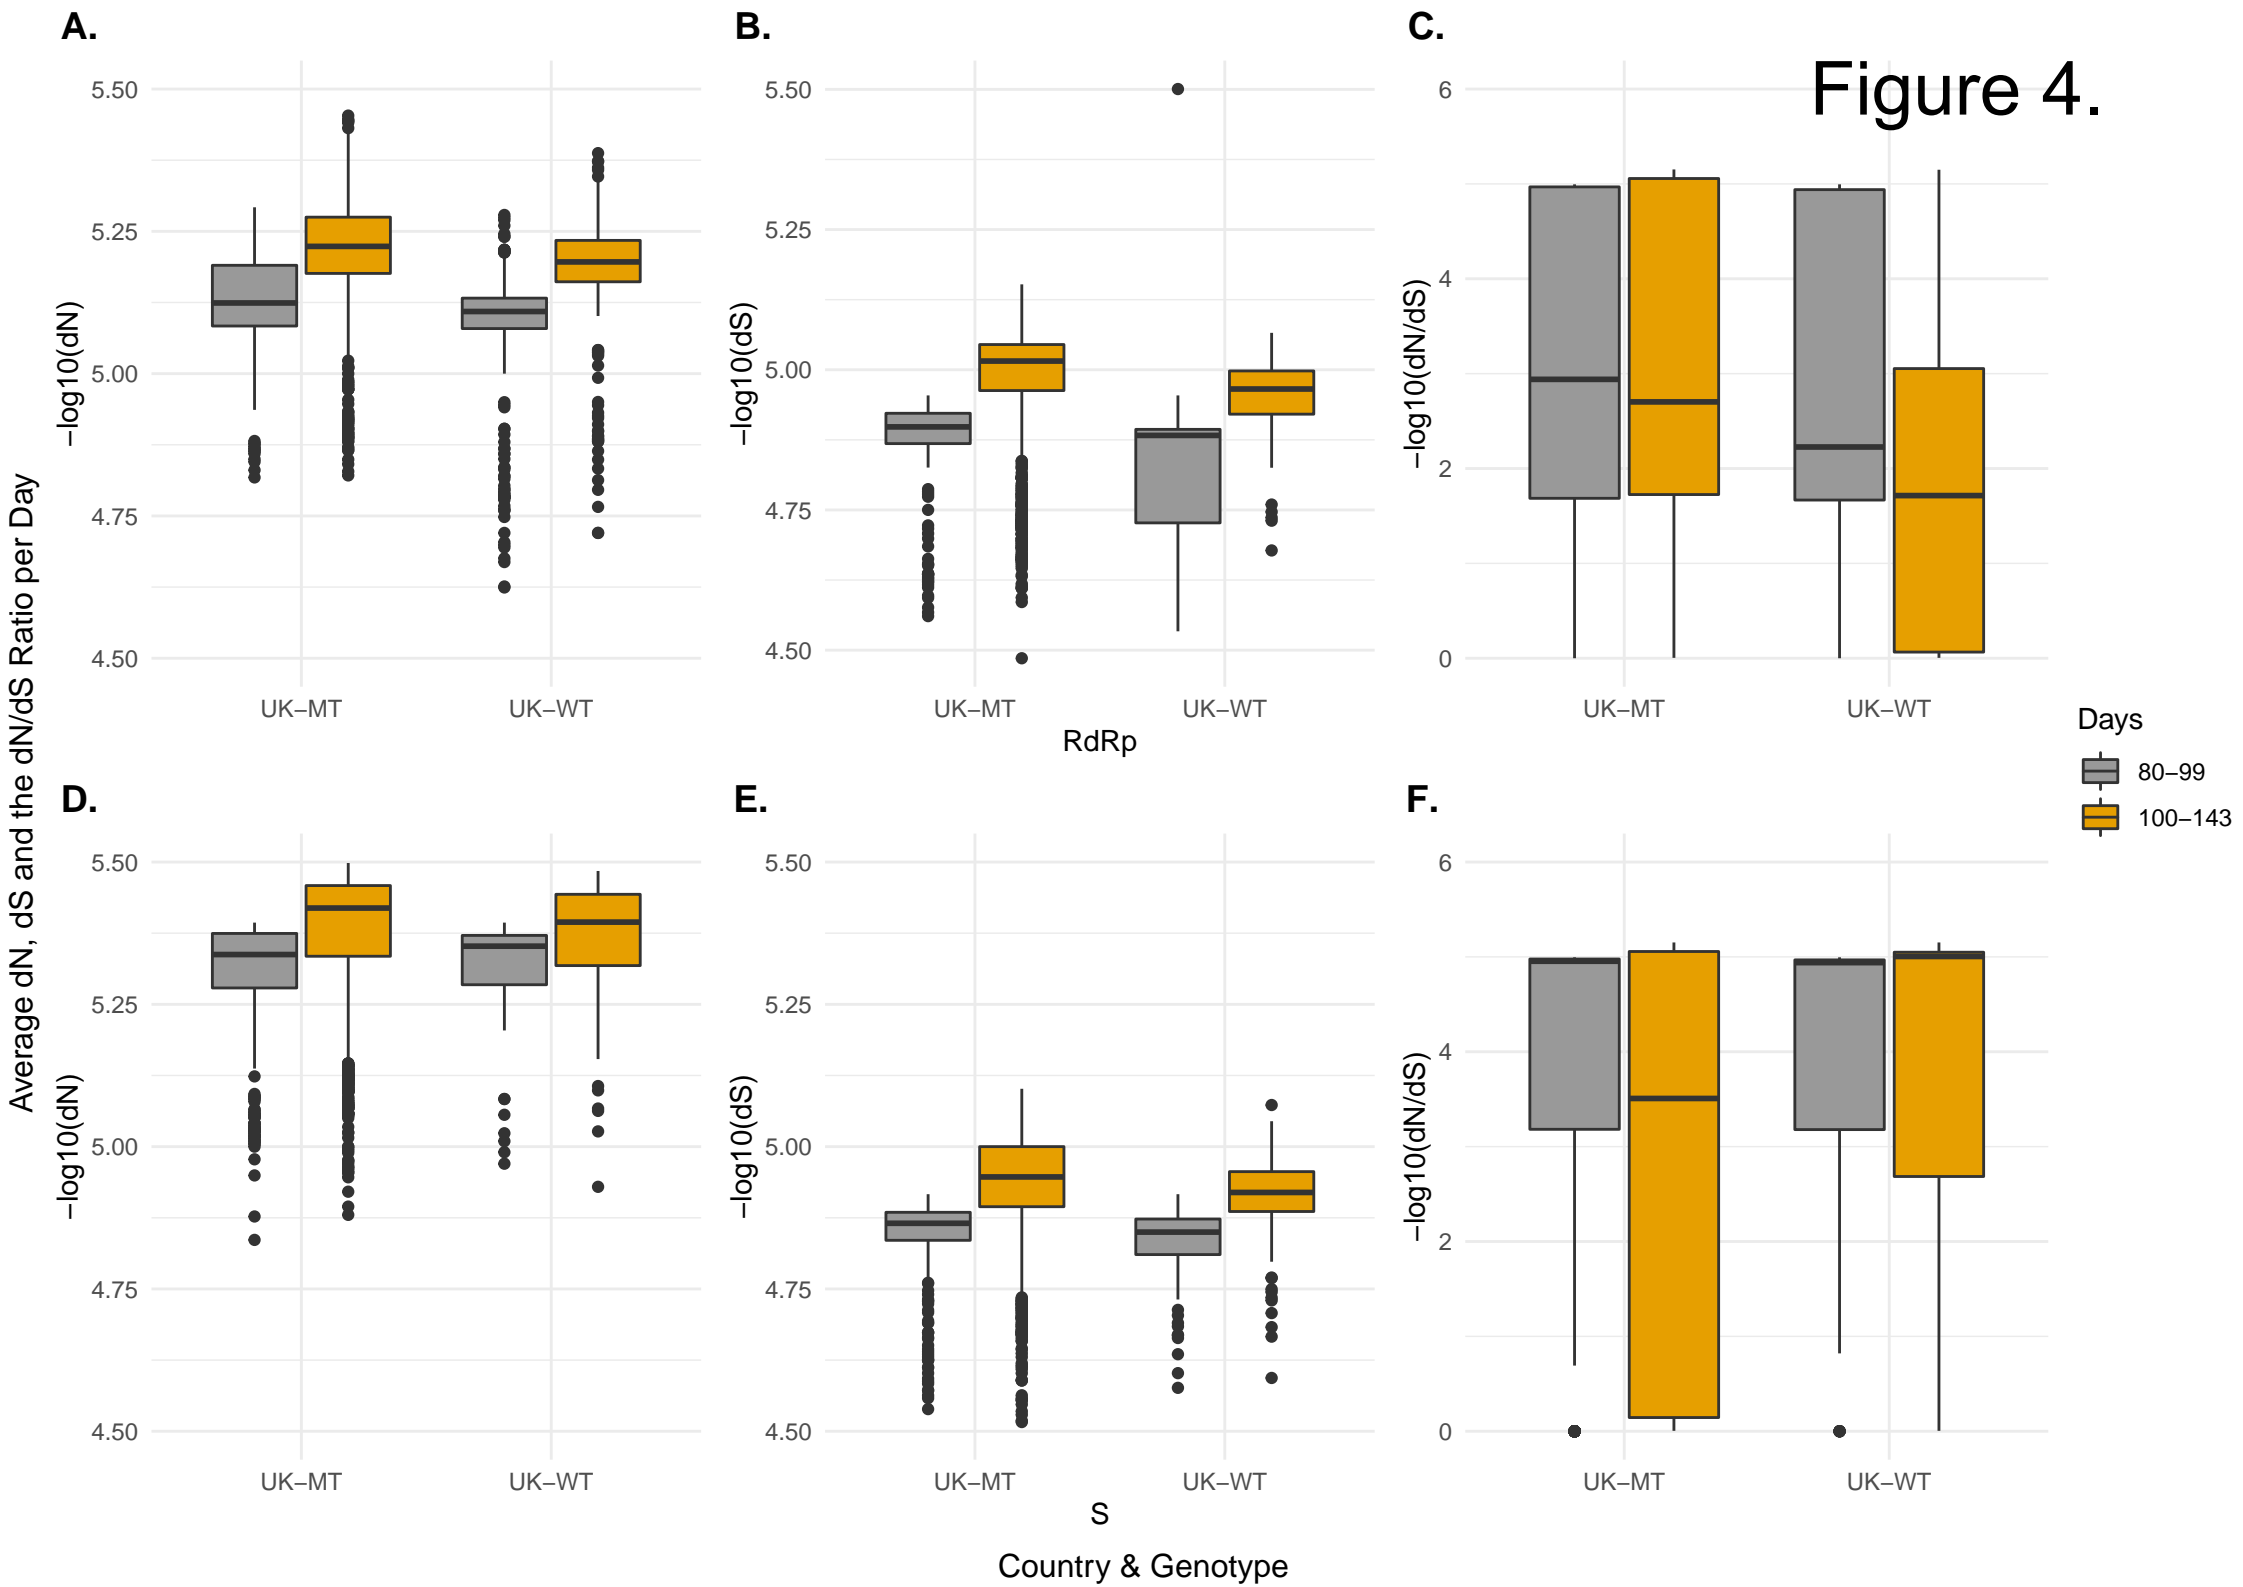 Figure 4.
Average dN, dS and the dN/dS Ratio per Day
A.
−log10(dN)
5.50
5.25
5.00
4.75
4.50
UK−MT
UK−WT
B.
−log10(dS)
5.50
5.25
5.00
4.75
4.50
UK−MT
UK−WT
C.
−log10(dN/dS)
6
4
2
0
UK−MT
UK−WT
RdRp
Days
80−99
100−143
D.
−log10(dN)
5.50
5.25
5.00
4.75
4.50
UK−MT
UK−WT
E.
−log10(dS)
5.50
5.25
5.00
4.75
4.50
UK−MT
UK−WT
F.
−log10(dN/dS)
6
4
2
0
UK−MT
UK−WT
S
Country & Genotype